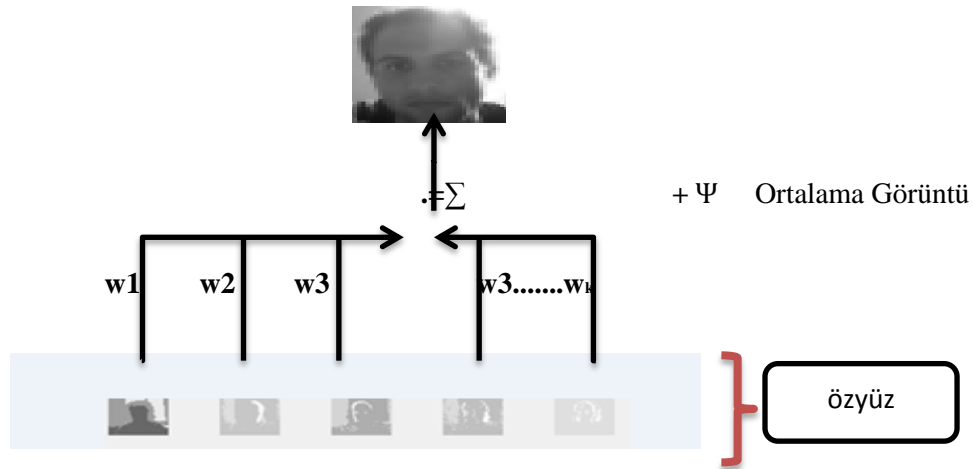 .=∑ + Ψ Ortalama Görüntü
w1 w2 w3 w3.......wk
özyüz